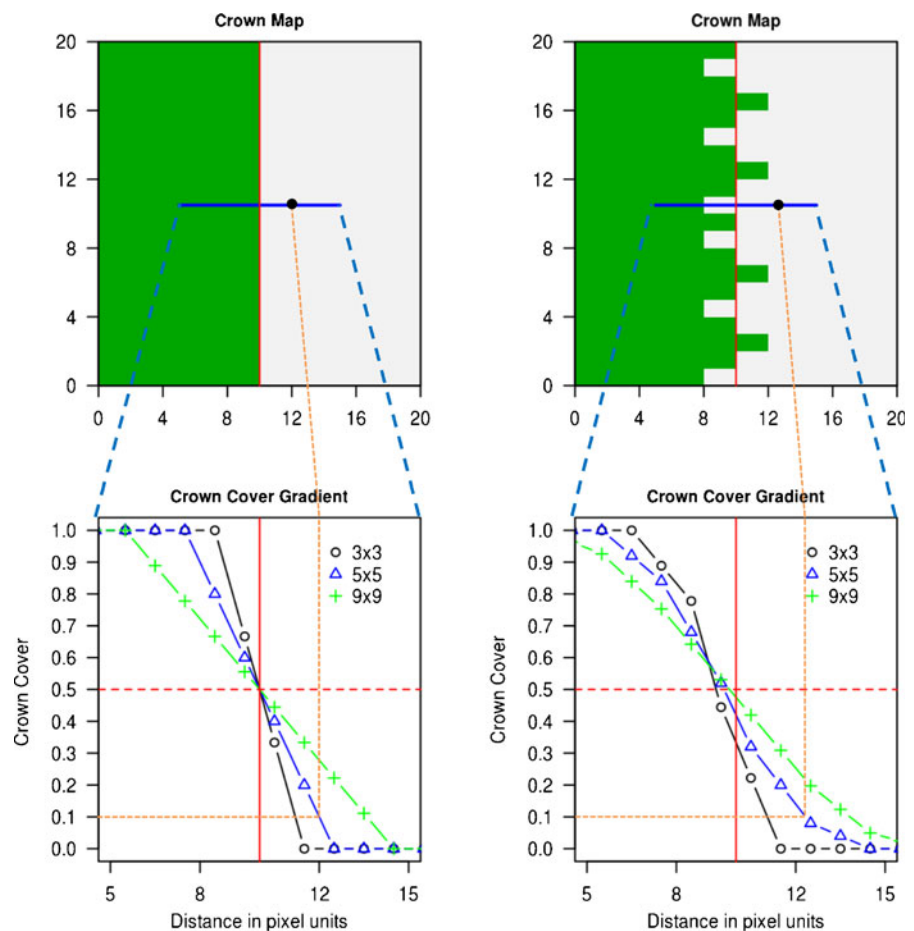 Crown Map
20
16
12
8
4
0
0 4 8 12 16 20
Crown Cover Gradient
1.0
0.9
0.8
0.7
0.6
0.5
0.4
0.3
0.2
0.1
0.0
Crown Cover
3x3
5x5
9x9
5 8 12 15
Distance in pixel units
Crown Map
20
16
12
8
4
0
0 4 8 12 16 20
Crown Cover Gradient
1.0
0.9
0.8
0.7
0.6
0.5
0.4
0.3
0.2
0.1
0.0
Crown Cover
3x3
5x5
9x9
5 8 12 15
Distance in pixel units